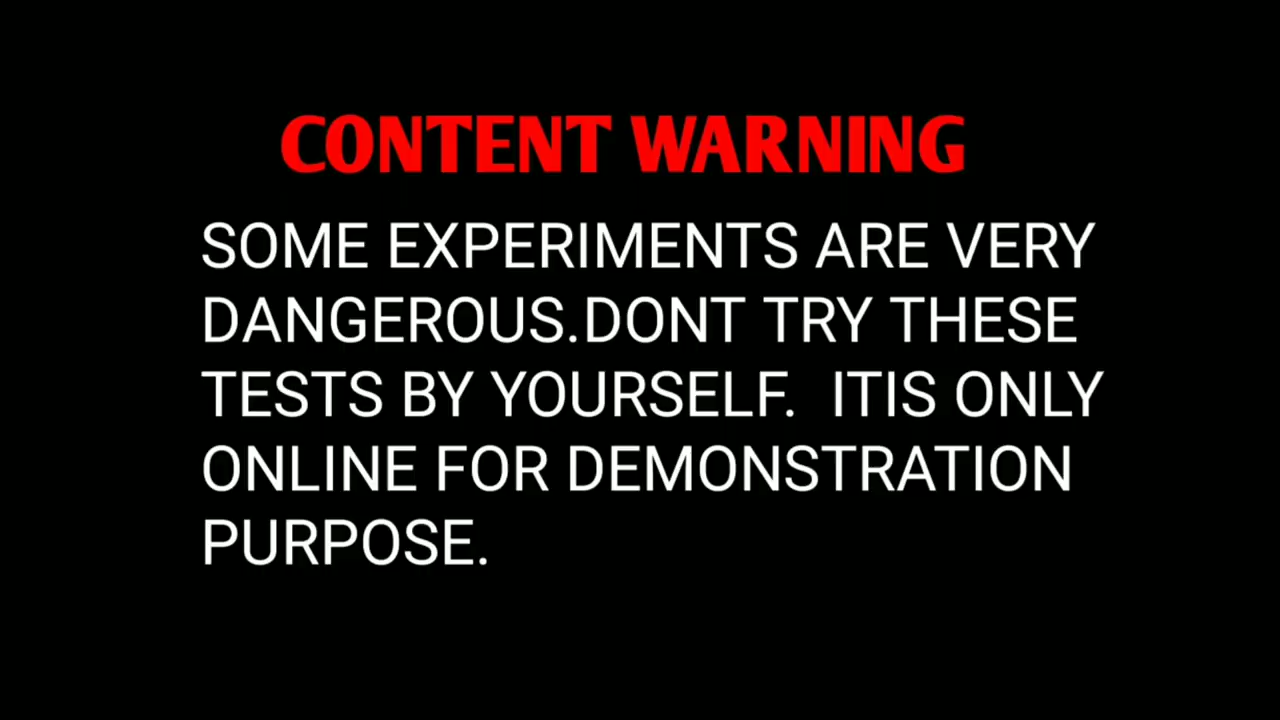 CONTENT WARNING
SOME EXPERIMENTS ARE VERY
DANGEROUS.DONT TRY THESE
TESTS BY YOURSELF.  ITIS ONLY
ONLINE FOR DEMONSTRATION
PURPOSE.